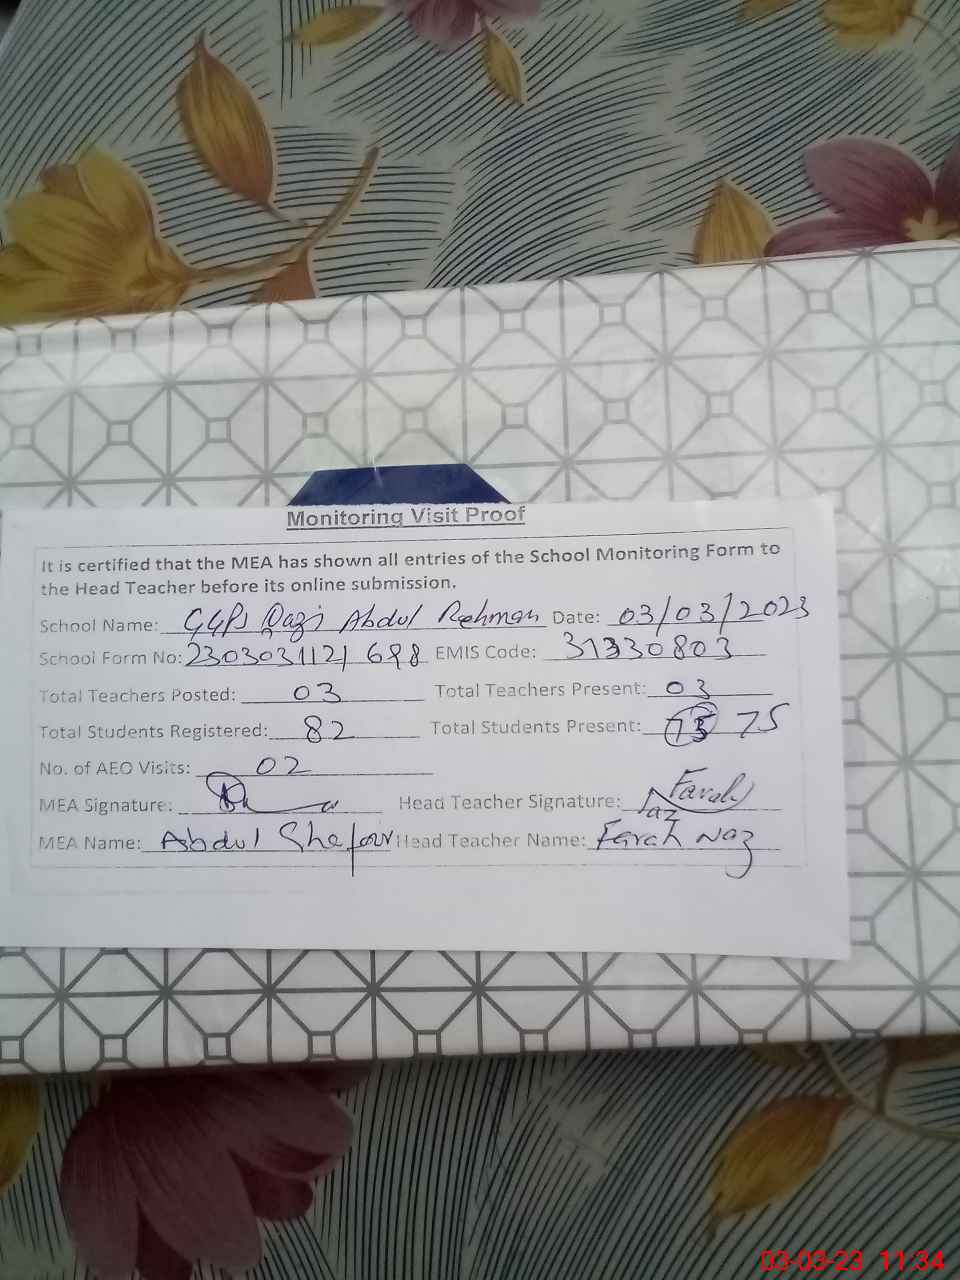 Monitoring Visit Proof
It is certified that the MEA has shown all entries of the School Monitoring Form to
the Head Teacher before its online submission.
School Name: GGPS Qazi Abdul Rehman Date: 03/03/2023
School Form No: 2303031121 698 EMIS Code: 31330803
Total Teachers Posted: 03 Total Teachers Present: 03
Total Students Registered: 82 Total Students Present: 75 75
No. of AEO Visits: 02
MEA Signature: Head Teacher Signature: Farah Naz
MEA Name: Abdul Shafour Head Teacher Name: Farah Naz
03-03-23 11:34